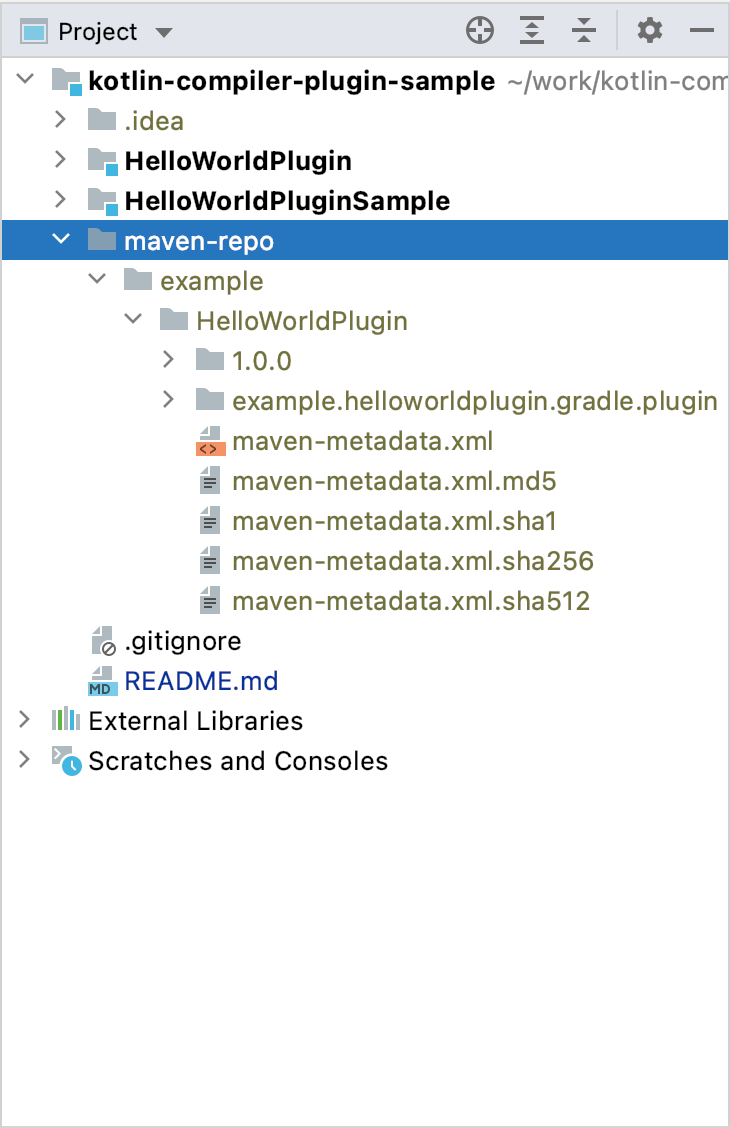 Project
kotlin-compiler-plugin-sample ~/work/kotlin-com
.idea
HelloWorldPlugin
HelloWorldPluginSample
maven-repo
example
HelloWorldPlugin
1.0.0
example.helloworldplugin.gradle.plugin
<> maven-metadata.xml
maven-metadata.xml.md5
maven-metadata.xml.sha1
maven-metadata.xml.sha256
maven-metadata.xml.sha512
.gitignore
MD README.md
External Libraries
Scratches and Consoles